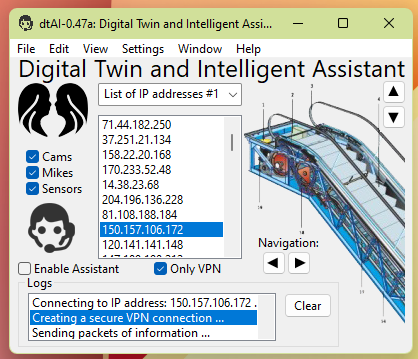 dtAI-0.47a: Digital Twin and Intelligent Assi...
File Edit View Settings Window Help
Digital Twin and Intelligent Assistant
List of IP addresses #1
71.44.182.250
37.251.21.134
158.22.20.168
170.233.52.48
14.38.23.68
204.196.136.228
81.108.188.184
150.157.106.172
120.141.141.148
Cams
Mikes
Sensors
Navigation:
Enable Assistant
Only VPN
Logs
Connecting to IP address: 150.157.106.172 .
Creating a secure VPN connection ...
Sending packets of information ...
Clear